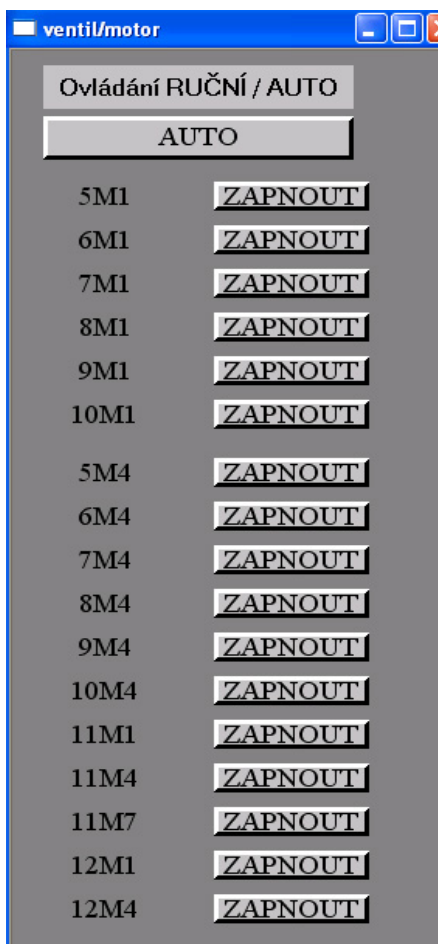 ventil/motor
Ovládání RUČNÍ / AUTO
AUTO
5M1 ZAPNOUT
6M1 ZAPNOUT
7M1 ZAPNOUT
8M1 ZAPNOUT
9M1 ZAPNOUT
10M1 ZAPNOUT
5M4 ZAPNOUT
6M4 ZAPNOUT
7M4 ZAPNOUT
8M4 ZAPNOUT
9M4 ZAPNOUT
10M4 ZAPNOUT
11M1 ZAPNOUT
11M4 ZAPNOUT
11M7 ZAPNOUT
12M1 ZAPNOUT
12M4 ZAPNOUT